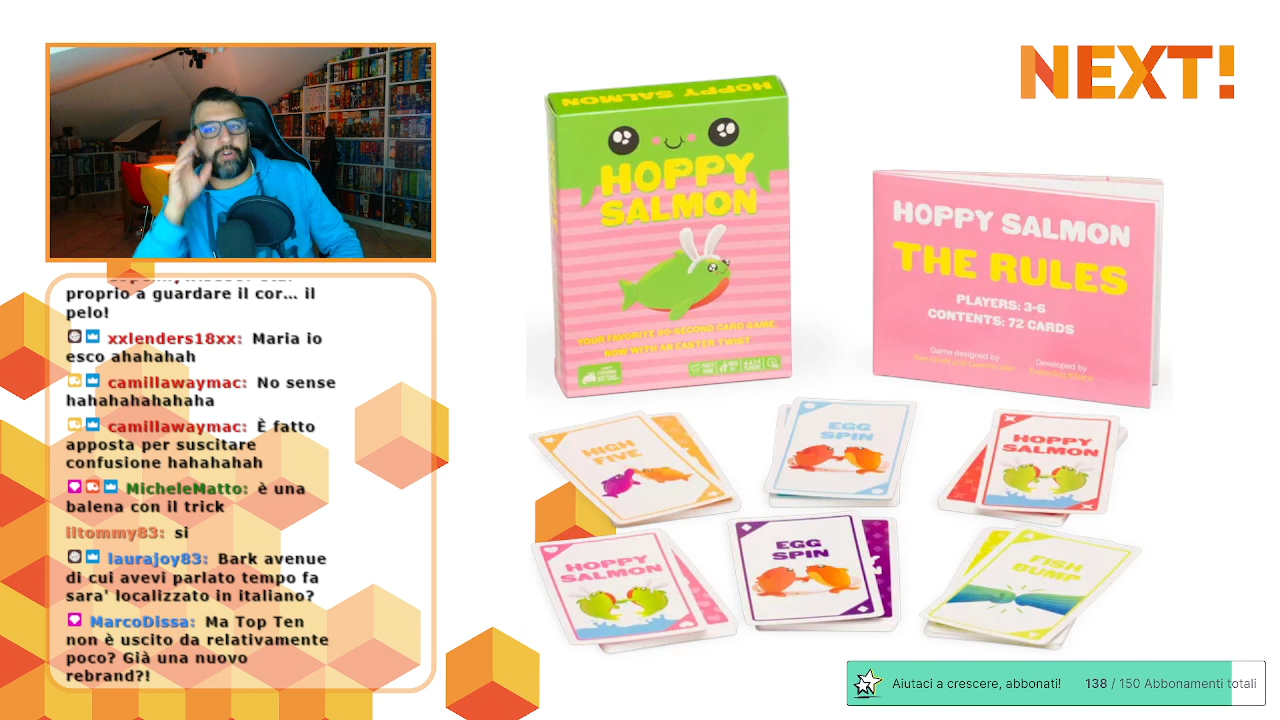 NEXT!
HOPPY SALMON
HOPPY
SALMON
YOUR FAVORITE 90-SECOND CARD GAME,
NOW WITH AN EASTER TWIST
HOPPY SALMON
THE RULES
PLAYERS: 3-6
CONTENTS: 72 CARDS
Game designed by
Developed by
HIGH
FIVE
EGG
SPIN
HOPPY
SALMON
HOPPY
SALMON
EGG
SPIN
FISH
BUMP
proprio a guardare il cor... il
pelo!
xxlenders18xx: Maria io
esco ahahahah
camillawaymac: No sense
hahahahahahaha
camillawaymac: È fatto
apposta per suscitare
confusione hahahahah
MicheleMatto: è una
balena con il trick
iltommy83: si
laurajoy83: Bark avenue
di cui avevi parlato tempo fa
sara' localizzato in italiano?
MarcoDissa: Ma Top Ten
non è uscito da relativamente
poco? Già una nuovo
rebrand?!
Aiutaci a crescere, abbonati! 138 / 150 Abbonamenti totali